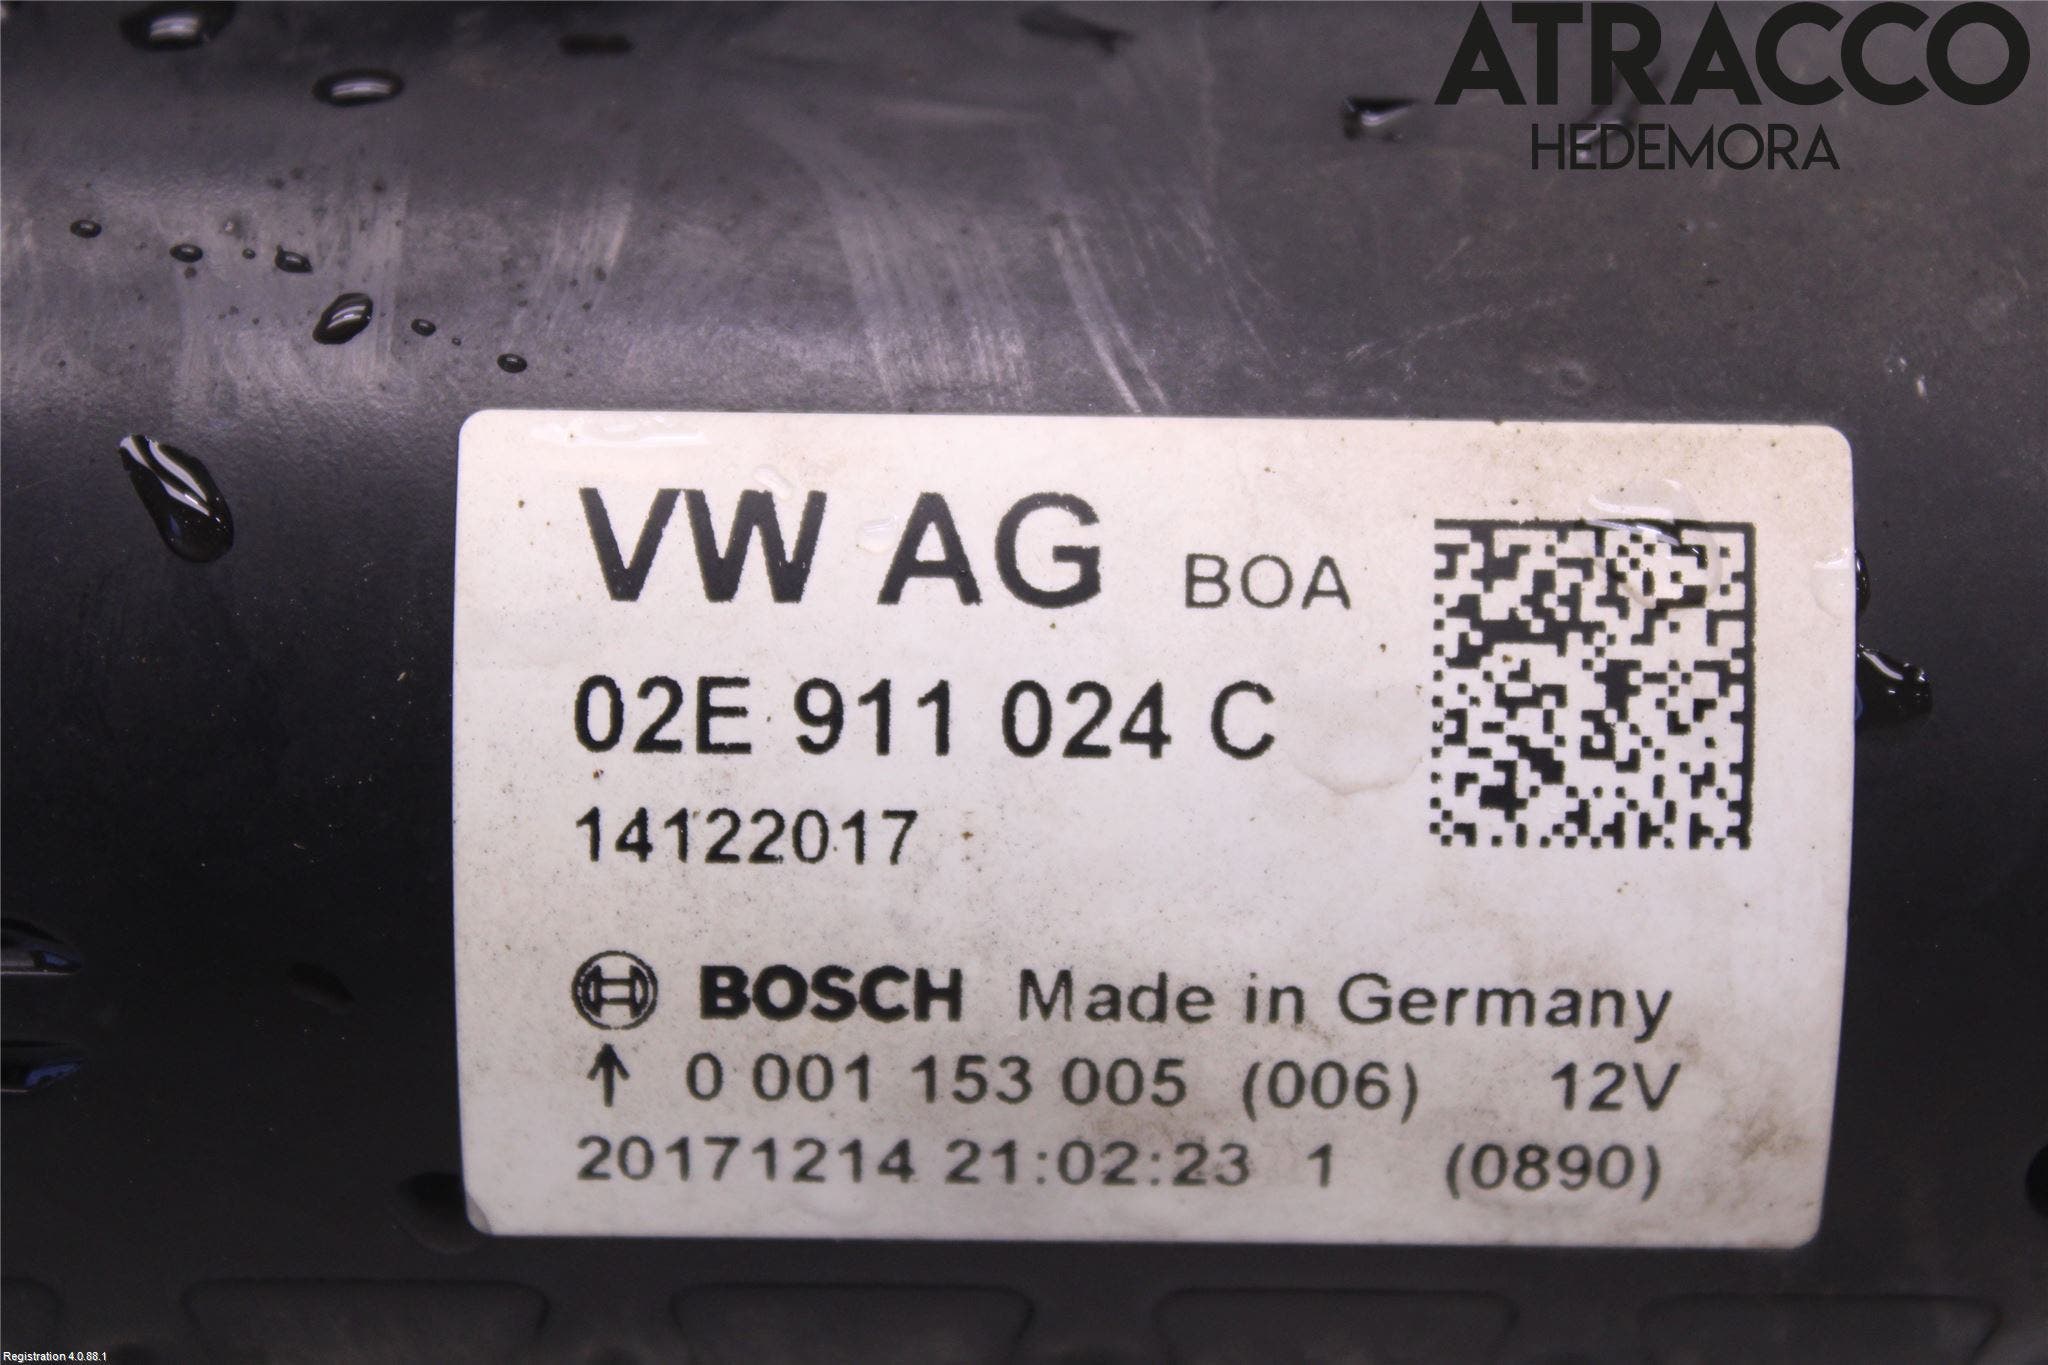 ATRACCO
HEDEMORA
VW AG BOA
02E 911 024 C
14122017
BOSCH Made in Germany
↑ 0 001 153 005 (006) 12V
20171214 21:02:23 1 (0890)
Registration 4.0.88.1